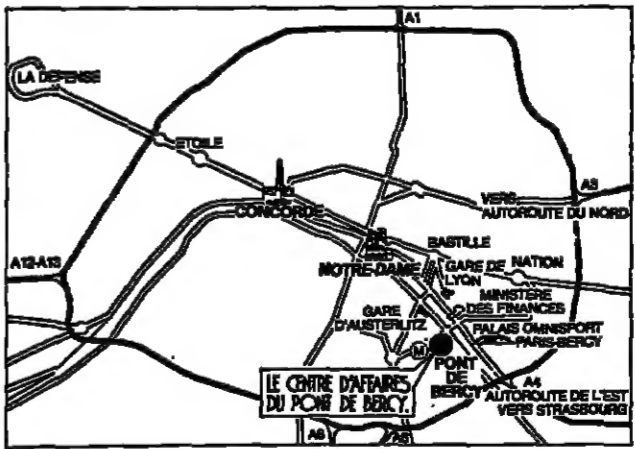 A1
LA DEFENSE
ETOILE
CONCORDE
VERS
AUTOROUTE DU NORD
A3
A12-A13
NOTRE-DAME
BASTILLE
GARE DE
LYON
NATION
MINISTERE
DES FINANCES
GARE
D'AUSTERLITZ
PALAIS OMNISPORT
PARIS-BERCY
M
PONT
DE
BERCY
LE CENTRE D'AFFAIRES
DU PONT DE BERCY.
A4
AUTOROUTE DE L'EST
VERS STRASBOURG
A6
A5